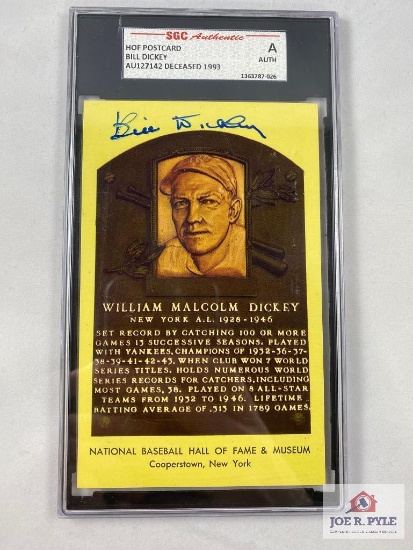 SGC Authentic
HOF POSTCARD
BILL DICKEY
AU127142 DECEASED 1993
A
AUTH
1363787-026
Bill Dickey
WILLIAM MALCOLM DICKEY
NEW YORK A.L. 1928-1946
SET RECORD BY CATCHING 100 OR MORE
GAMES 13 SUCCESSIVE SEASONS. PLAYED
WITH YANKEES, CHAMPIONS OF 1932-36-37-
38-39-41-42-43. WHEN CLUB WON 7 WORLD
SERIES TITLES. HOLDS NUMEROUS WORLD
SERIES RECORDS FOR CATCHERS, INCLUDING
MOST GAMES, 38. PLAYED ON 8 ALL-STAR
TEAMS FROM 1932 TO 1946. LIFETIME
BATTING AVERAGE OF .313 IN 1789 GAMES.
NATIONAL BASEBALL HALL OF FAME & MUSEUM
Cooperstown, New York
JOE R. PYLE